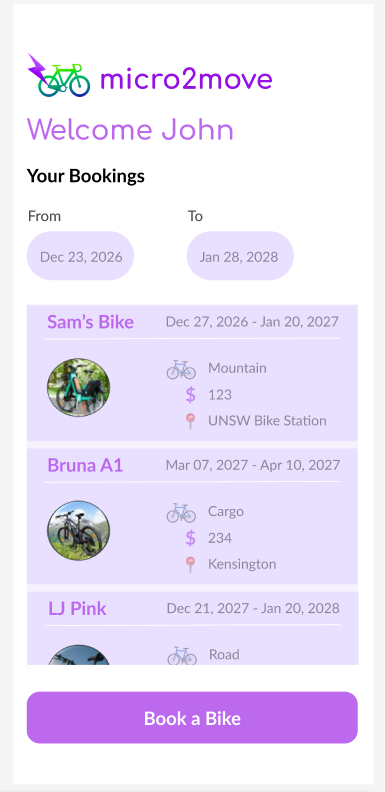 micro2move
Welcome John
Your Bookings
From To
Dec 23, 2026 Jan 28, 2028
Sam's Bike Dec 27, 2026 - Jan 20, 2027
Mountain
$ 123
UNSW Bike Station
Bruna A1 Mar 07, 2027 - Apr 10, 2027
Cargo
$ 234
Kensington
LJ Pink Dec 21, 2027 - Jan 20, 2028
Road
Book a Bike